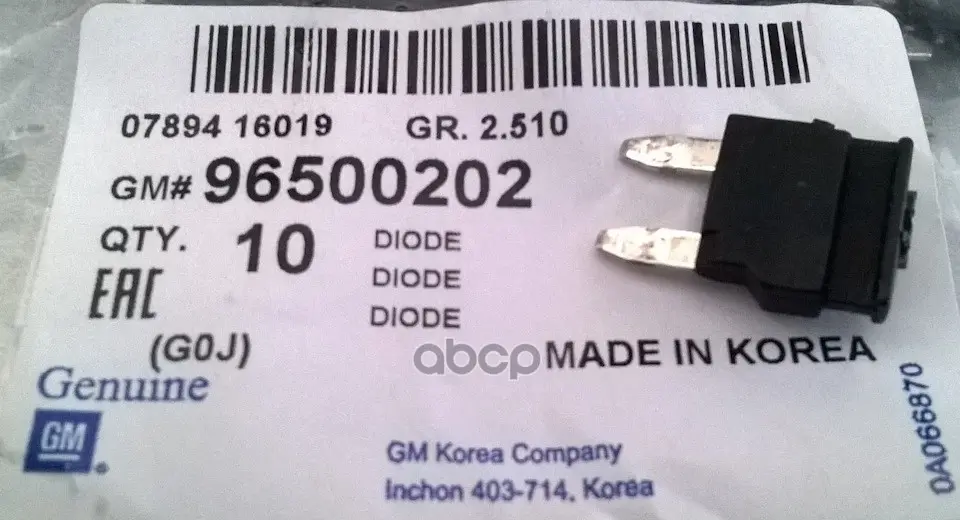 07894 16019 GR. 2.510
GM# 96500202
QTY. 10 DIODE
DIODE
DIODE
EAC
(G0J)
abcp MADE IN KOREA
Genuine
GM
GM Korea Company
Inchon 403-714, Korea
0A066870